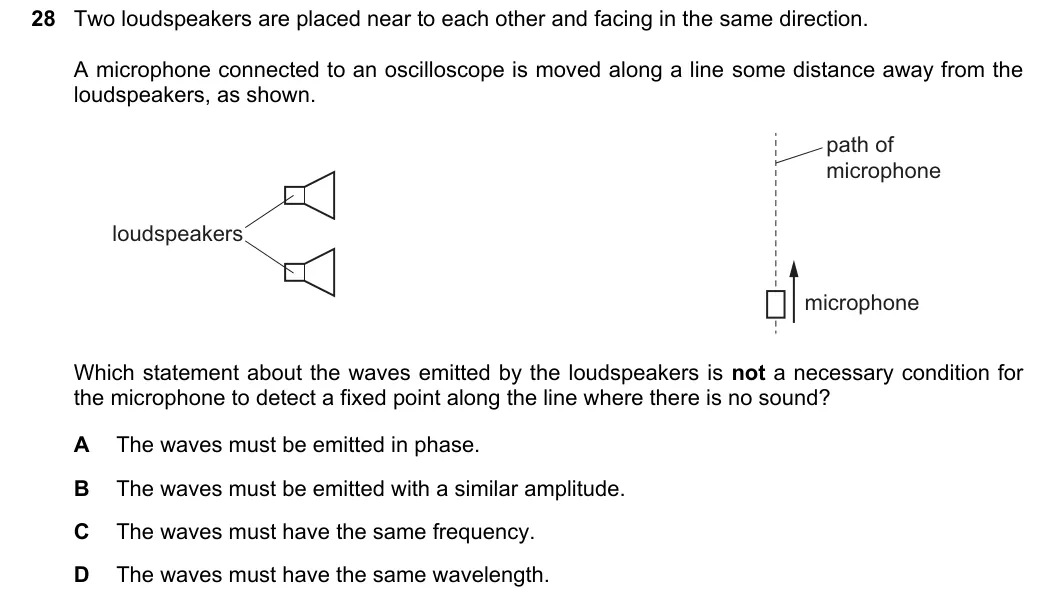 28 Two loudspeakers are placed near to each other and facing in the same direction.
A microphone connected to an oscilloscope is moved along a line some distance away from the
loudspeakers, as shown.
path of
microphone
loudspeakers
microphone
Which statement about the waves emitted by the loudspeakers is not a necessary condition for
the microphone to detect a fixed point along the line where there is no sound?
A The waves must be emitted in phase.
B The waves must be emitted with a similar amplitude.
C The waves must have the same frequency.
D The waves must have the same wavelength.